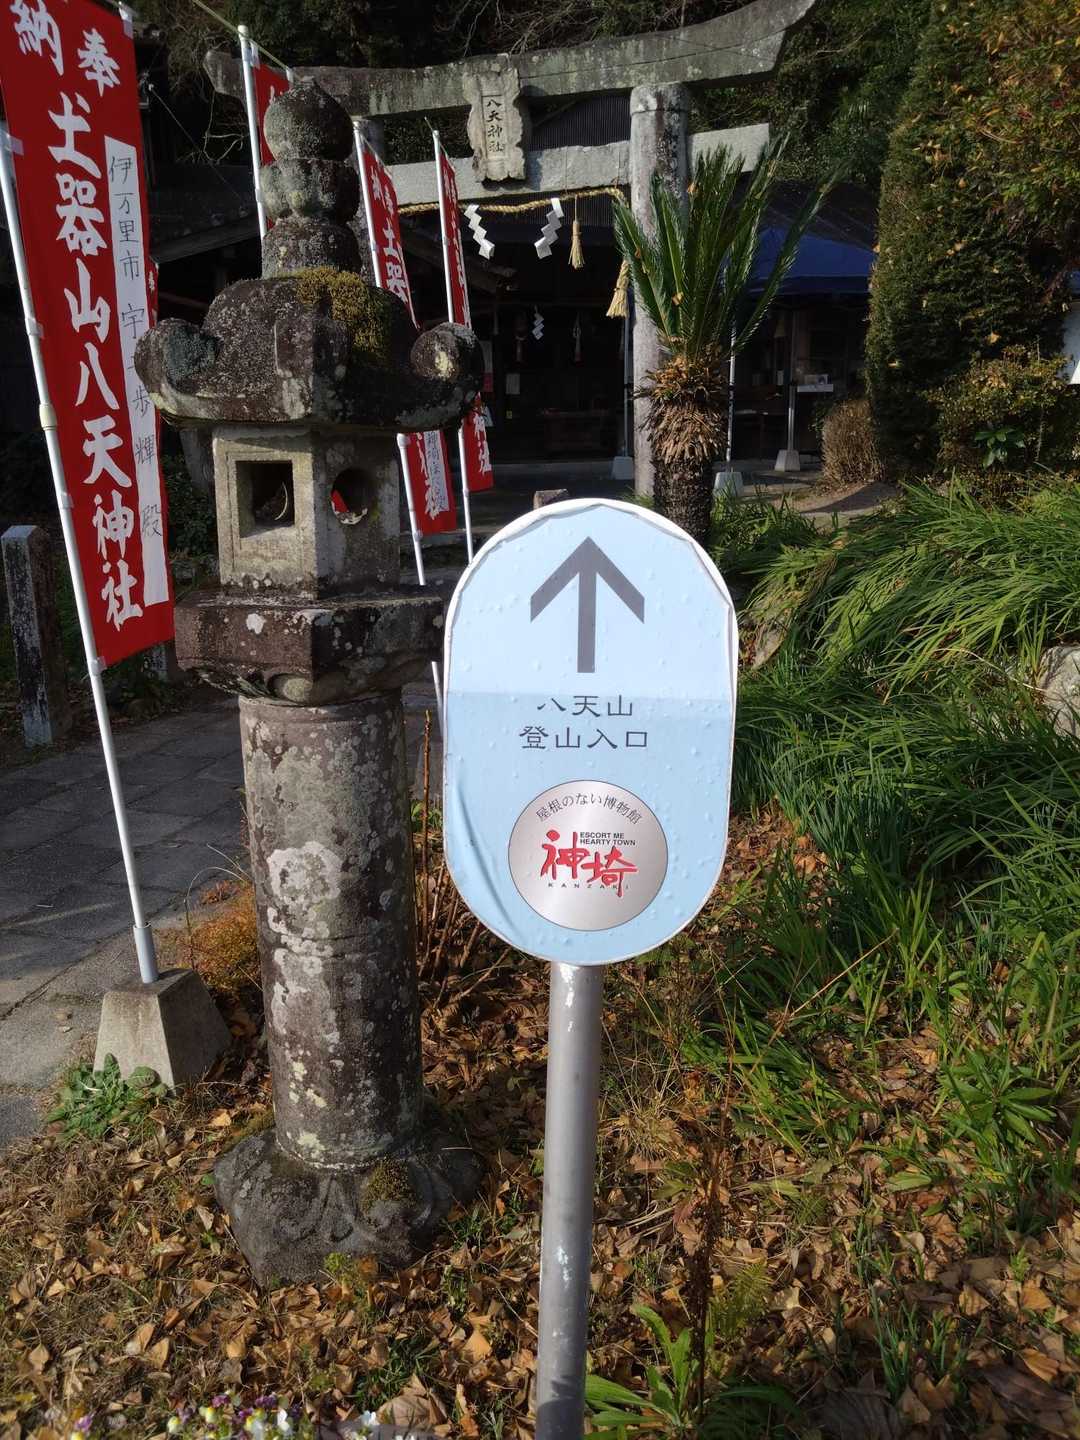 奉納
土器山八天神社
伊万里市
殿
八天神社
八天山
登山入口
屋根のない博物館
ESCORT ME
HEARTY TOWN
神埼
KANZAKI